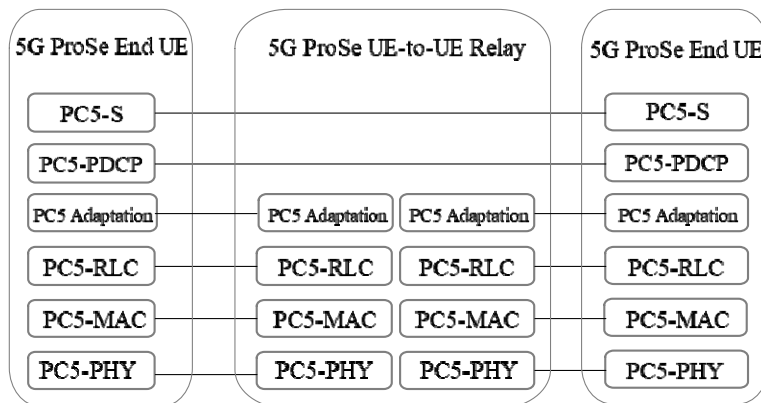 5G ProSe End UE
5G ProSe UE-to-UE Relay
5G ProSe End UE
PC5-S
PC5-S
PC5-PDCP
PC5-PDCP
PC5 Adaptation
PC5 Adaptation
PC5 Adaptation
PC5 Adaptation
PC5-RLC
PC5-RLC
PC5-RLC
PC5-RLC
PC5-MAC
PC5-MAC
PC5-MAC
PC5-MAC
PC5-PHY
PC5-PHY
PC5-PHY
PC5-PHY